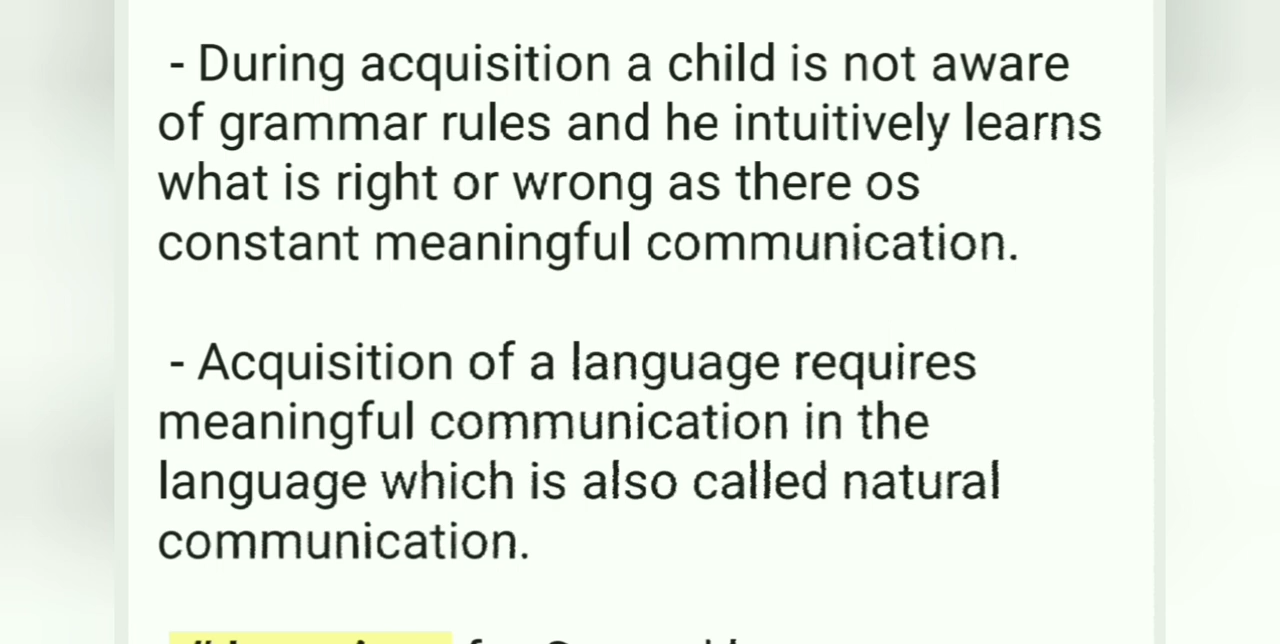 - During acquisition a child is not aware
of grammar rules and he intuitively learns
what is right or wrong as there os
constant meaningful communication.
- Acquisition of a language requires
meaningful communication in the
language which is also called natural
communication.